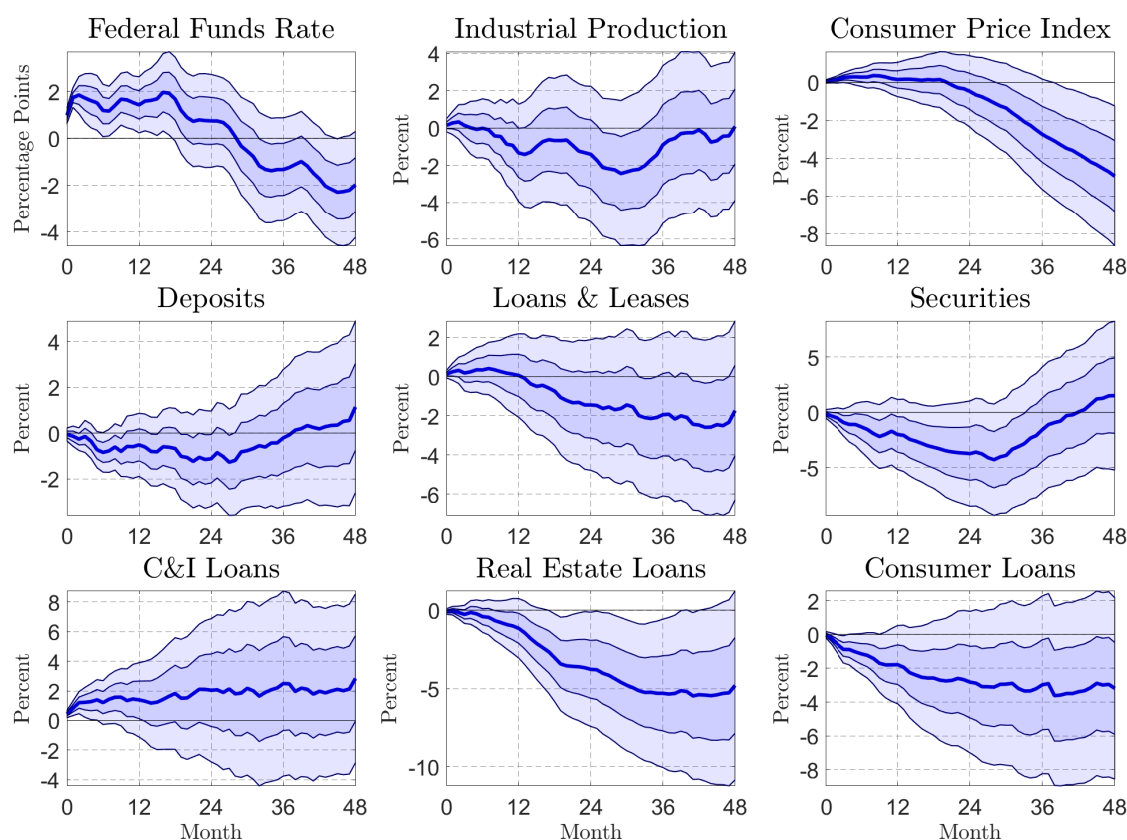 Federal Funds Rate
Percentage Points
2
0
-2
-4
0 12 24 36 48
Industrial Production
Percent
4
2
0
-2
-4
-6
0 12 24 36 48
Consumer Price Index
Percent
0
-2
-4
-6
-8
0 12 24 36 48
Deposits
Percent
4
2
0
-2
0 12 24 36 48
Loans & Leases
Percent
2
0
-2
-4
-6
0 12 24 36 48
Securities
Percent
5
0
-5
0 12 24 36 48
C&I Loans
Percent
8
6
4
2
0
-2
-4
0 12 24 36 48
Month
Real Estate Loans
Percent
0
-5
-10
0 12 24 36 48
Month
Consumer Loans
Percent
2
0
-2
-4
-6
-8
0 12 24 36 48
Month